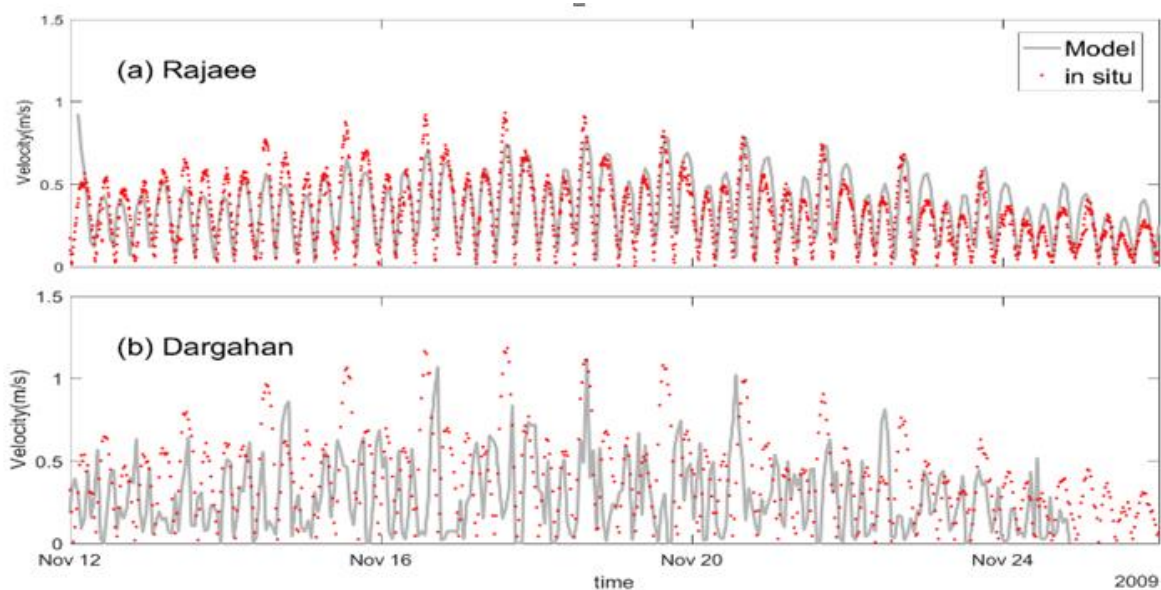 1.5
(a) Rajaee
Model
in situ
1
Velocity(m/s)
0.5
0
1.5
(b) Dargahan
1
Velocity(m/s)
0.5
0
Nov 12
Nov 16
Nov 20
Nov 24
time
2009